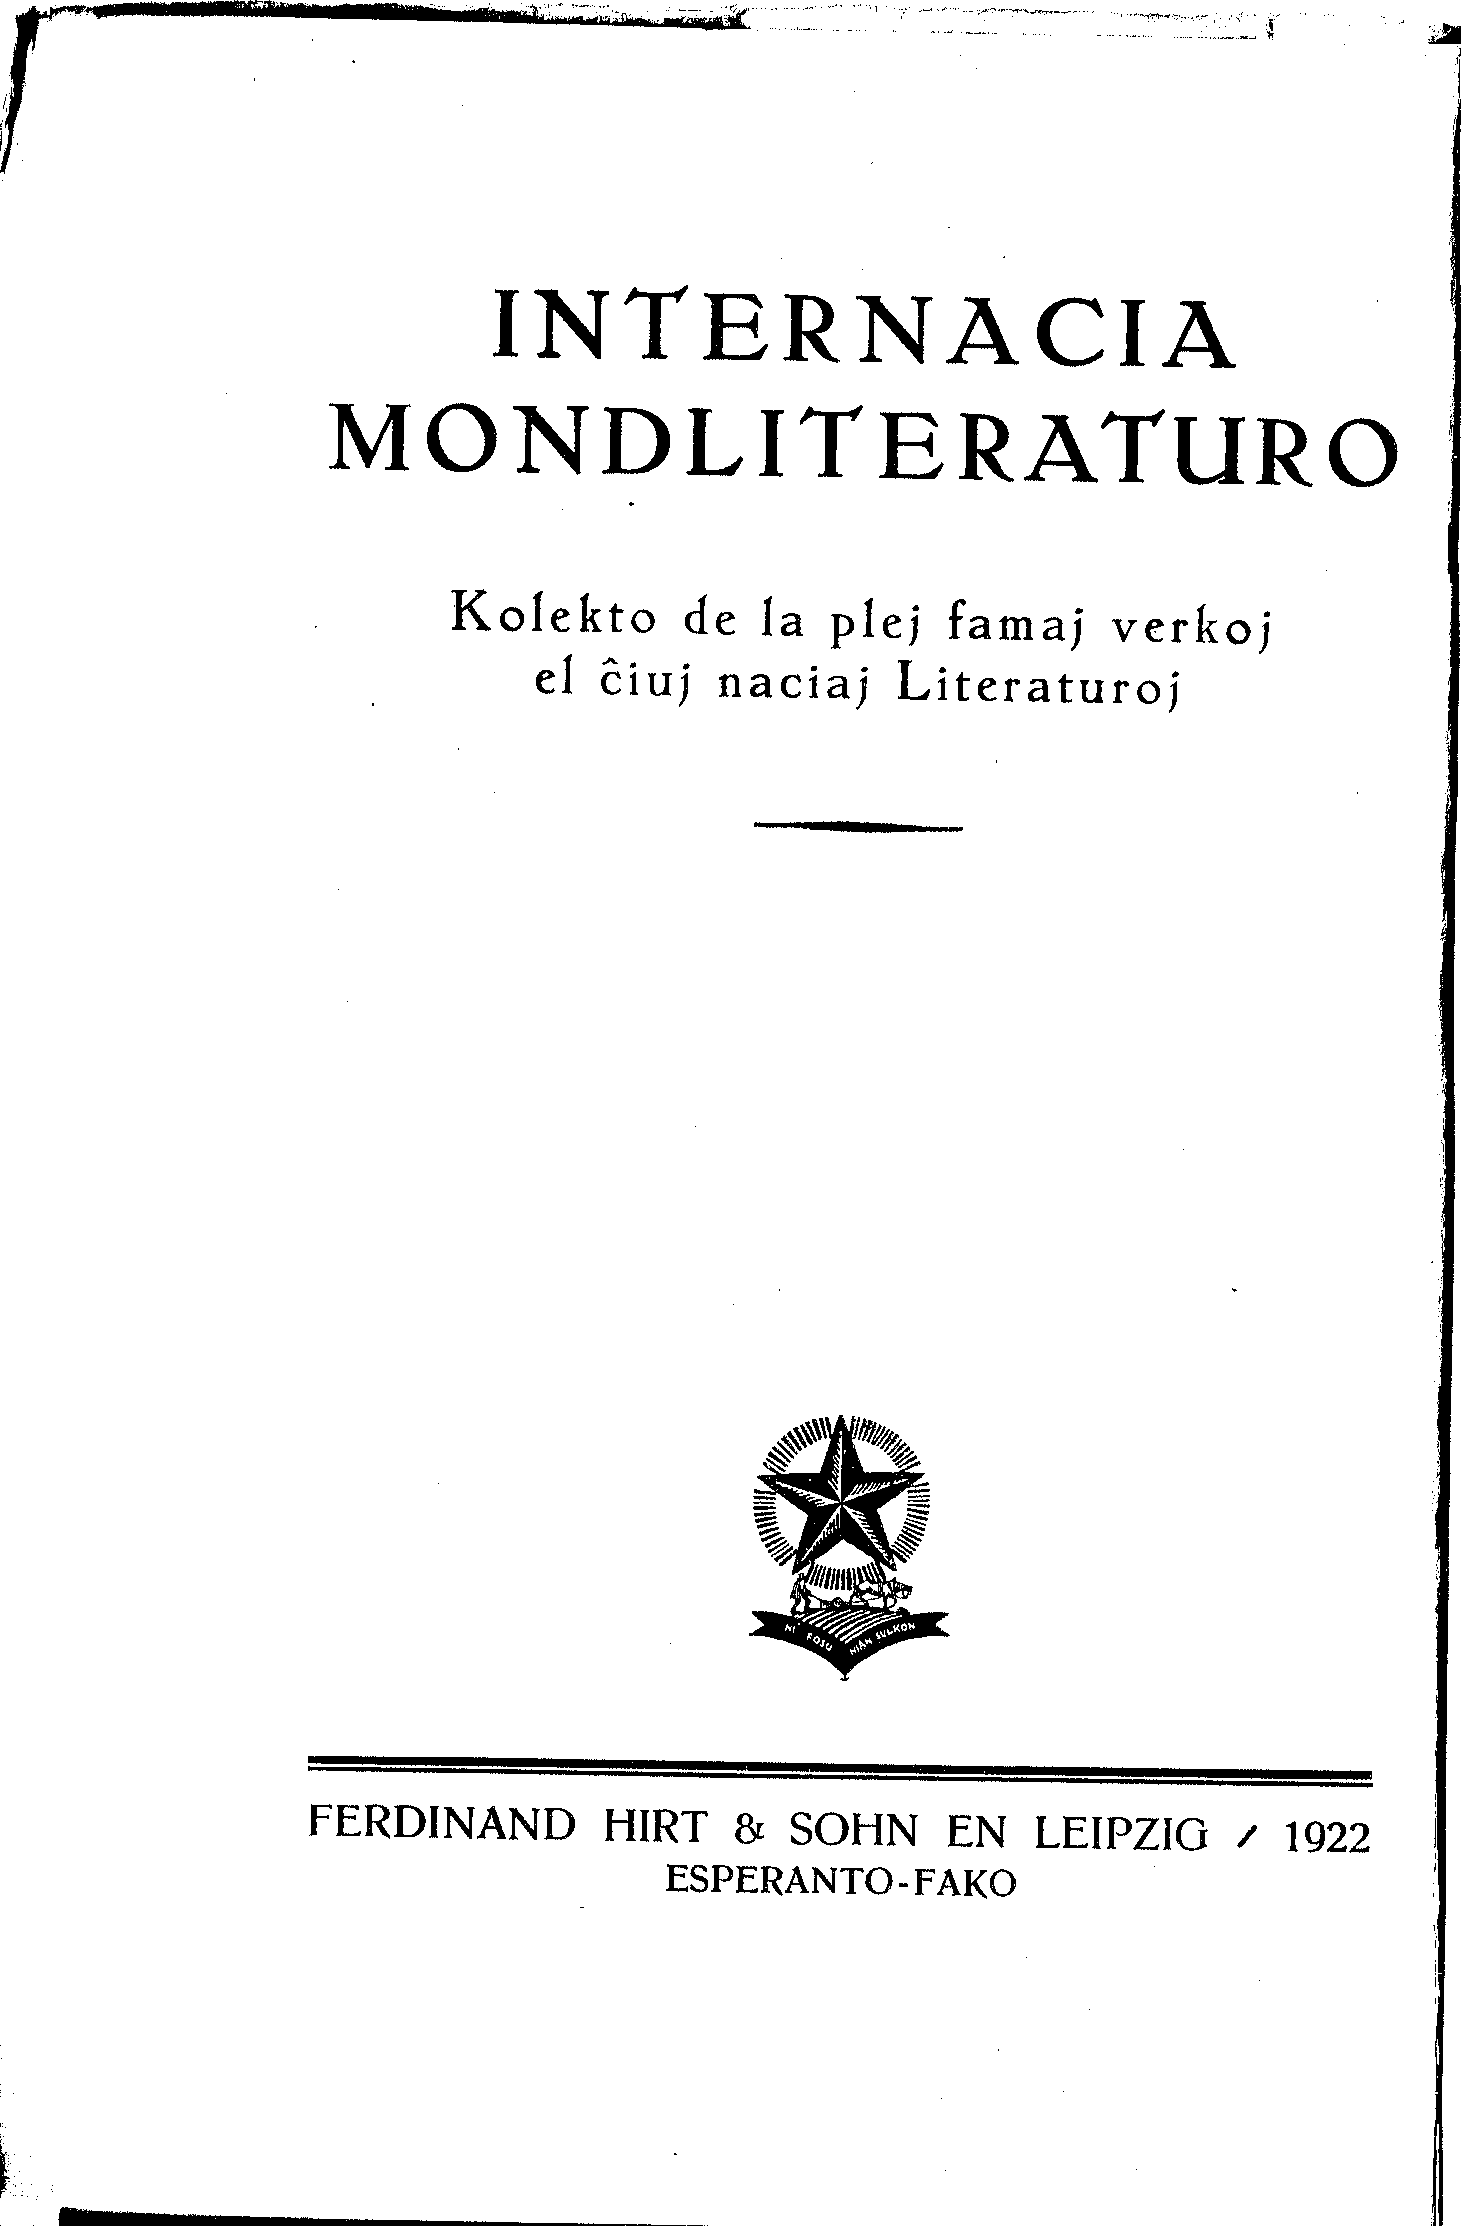 INTERNACIA
MONDLITERATURO
Kolekto de la plej famaj verkoj
el ĉiuj naciaj Literaturoj
NI FOSU NIAN SULKON
FERDINAND HIRT & SOHN EN LEIPZIG / 1922
ESPERANTO-FAKO